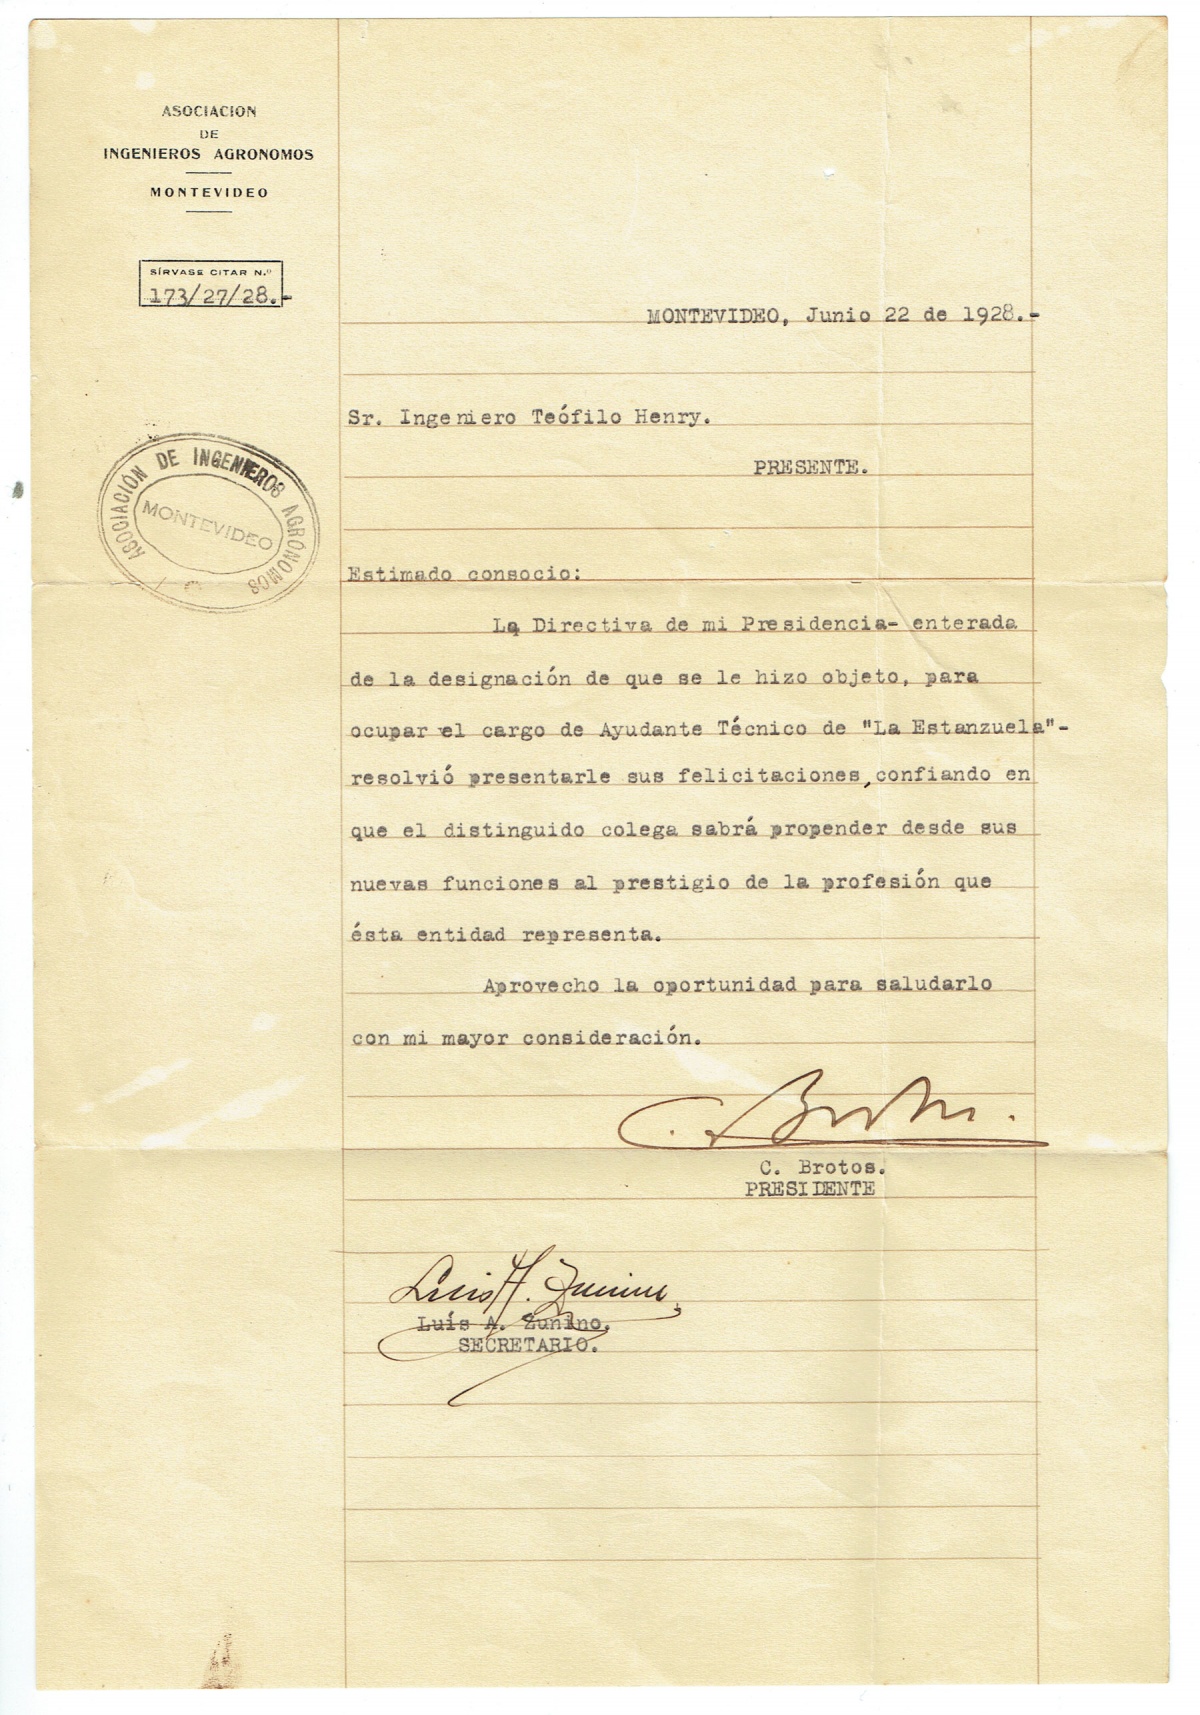 ASOCIACION
DE
INGENIEROS AGRONOMOS
MONTEVIDEO
SÍRVASE CITAR N.º
173/27/28.-
MONTEVIDEO, Junio 22 de 1928.-
Sr. Ingeniero Teófilo Henry.
PRESENTE.
ASOCIACIÓN DE INGENIEROS AGRÓNOMOS
MONTEVIDEO
Estimado consocio:
La Directiva de mi Presidencia- enterada
de la designación de que se le hizo objeto, para
ocupar el cargo de Ayudante Técnico de "La Estanzuela"-
resolvió presentarle sus felicitaciones, confiando en
que el distinguido colega sabrá propender desde sus
nuevas funciones al prestigio de la profesión que
ésta entidad representa.
Aprovecho la oportunidad para saludarlo
con mi mayor consideración.
C. Brotos.
C. Brotos.
PRESIDENTE
Luis A. Zunino
Luís A. Zunino.
SECRETARIO.